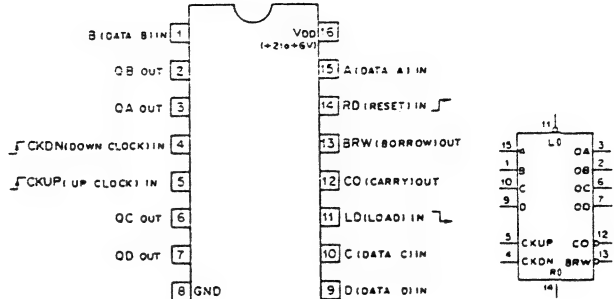 B(DATA B)IN 1
QB OUT 2
QA OUT 3
CKDN(DOWN CLOCK) IN 4
CKUP(UP CLOCK) IN 5
QC OUT 6
QD OUT 7
8 GND
VDD 16
(+2to+6V)
15 A(DATA A)IN
14 RD(RESET)IN
13 BRW(BORROW)OUT
12 CO(CARRY)OUT
11 LD(LOAD)IN
10 C(DATA C)IN
9 D(DATA D)IN
11
LD
15 A QA 3
1 B QB 2
10 C QC 6
9 D QD 7
5 CKUP CO 12
4 CKDN BRW 13
RD
14